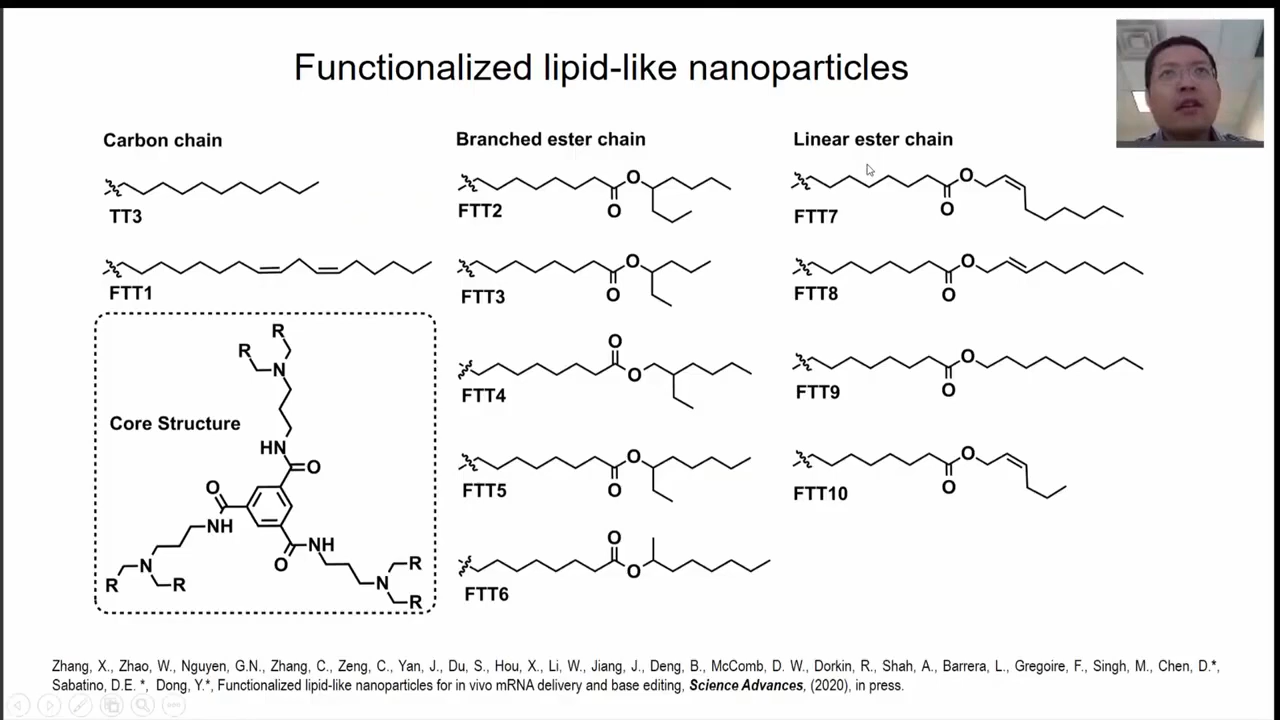 Functionalized lipid-like nanoparticles
Carbon chain
TT3
FTT1
R
R
N
Core Structure
HN
O
O
NH
O
NH
N
R
R
O
N
R
R
Branched ester chain
O
O
FTT2
O
O
FTT3
O
O
FTT4
O
O
FTT5
O
O
FTT6
Linear ester chain
O
O
FTT7
O
O
FTT8
O
O
FTT9
O
O
FTT10
Zhang, X., Zhao, W., Nguyen, G.N., Zhang, C., Zeng, C., Yan, J., Du, S., Hou, X., Li, W., Jiang, J., Deng, B., McComb, D. W., Dorkin, R., Shah, A., Barrera, L., Gregoire, F., Singh, M., Chen, D.*,
Sabatino, D.E. *, Dong, Y.*, Functionalized lipid-like nanoparticles for in vivo mRNA delivery and base editing, Science Advances, (2020), in press.